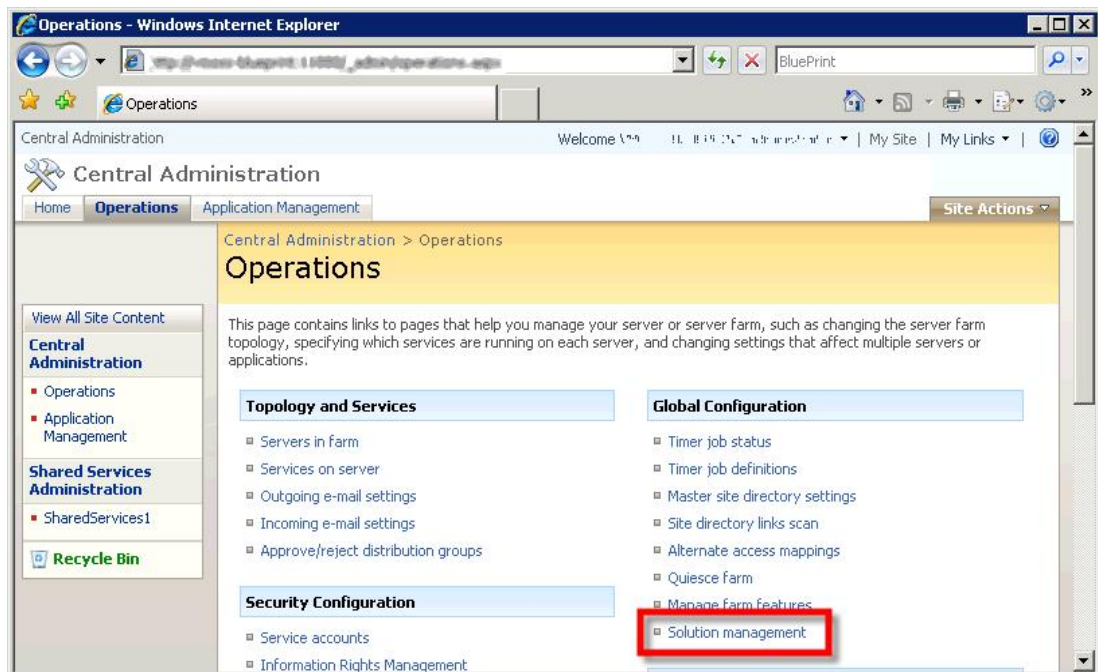 Operations - Windows Internet Explorer
BluePrint
Operations
Central Administration
Welcome
My Site | My Links |
Central Administration
Home Operations Application Management
Site Actions
Central Administration > Operations
Operations
View All Site Content
Central Administration
Operations
Application Management
Shared Services Administration
SharedServices1
Recycle Bin
This page contains links to pages that help you manage your server or server farm, such as changing the server farm
topology, specifying which services are running on each server, and changing settings that affect multiple servers or
applications.
Topology and Services
Servers in farm
Services on server
Outgoing e-mail settings
Incoming e-mail settings
Approve/reject distribution groups
Security Configuration
Service accounts
Information Rights Management
Global Configuration
Timer job status
Timer job definitions
Master site directory settings
Site directory links scan
Alternate access mappings
Quiesce farm
Manage farm features
Solution management